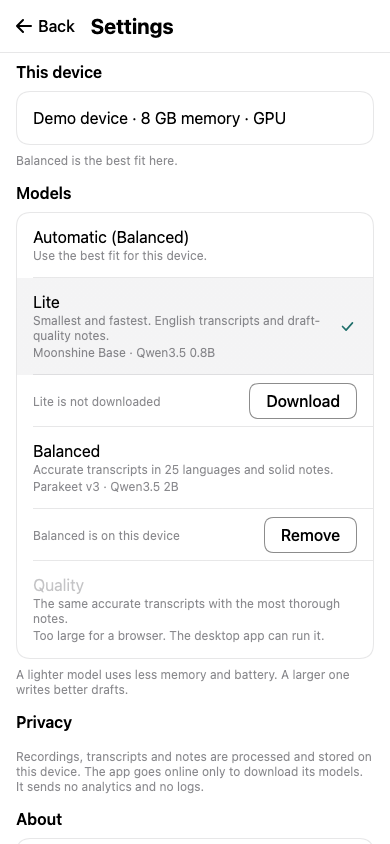 Back Settings
This device
Demo device · 8 GB memory · GPU
Balanced is the best fit here.
Models
Automatic (Balanced)
Use the best fit for this device.
Lite
Smallest and fastest. English transcripts and draft-
quality notes.
Moonshine Base · Qwen3.5 0.8B
Lite is not downloaded Download
Balanced
Accurate transcripts in 25 languages and solid notes.
Parakeet v3 · Qwen3.5 2B
Balanced is on this device Remove
Quality
The same accurate transcripts with the most thorough
notes.
Too large for a browser. The desktop app can run it.
A lighter model uses less memory and battery. A larger one
writes better drafts.
Privacy
Recordings, transcripts and notes are processed and stored on
this device. The app goes online only to download its models.
It sends no analytics and no logs.
About